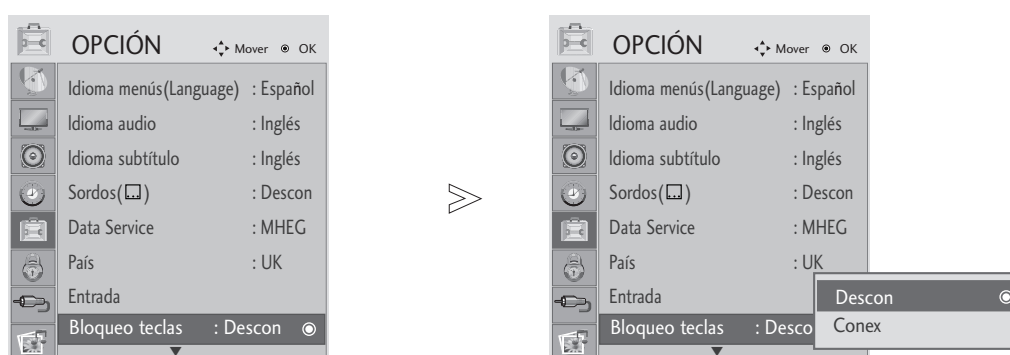 OPCIÓN Mover OK
Idioma menús(Language) : Español
Idioma audio : Inglés
Idioma subtítulo : Inglés
Sordos( ) : Descon
Data Service : MHEG
País : UK
Entrada
Bloqueo teclas : Descon
OPCIÓN Mover OK
Idioma menús(Language) : Español
Idioma audio : Inglés
Idioma subtítulo : Inglés
Sordos( ) : Descon
Data Service : MHEG
País : UK
Entrada
Bloqueo teclas : Desco
Descon
Conex